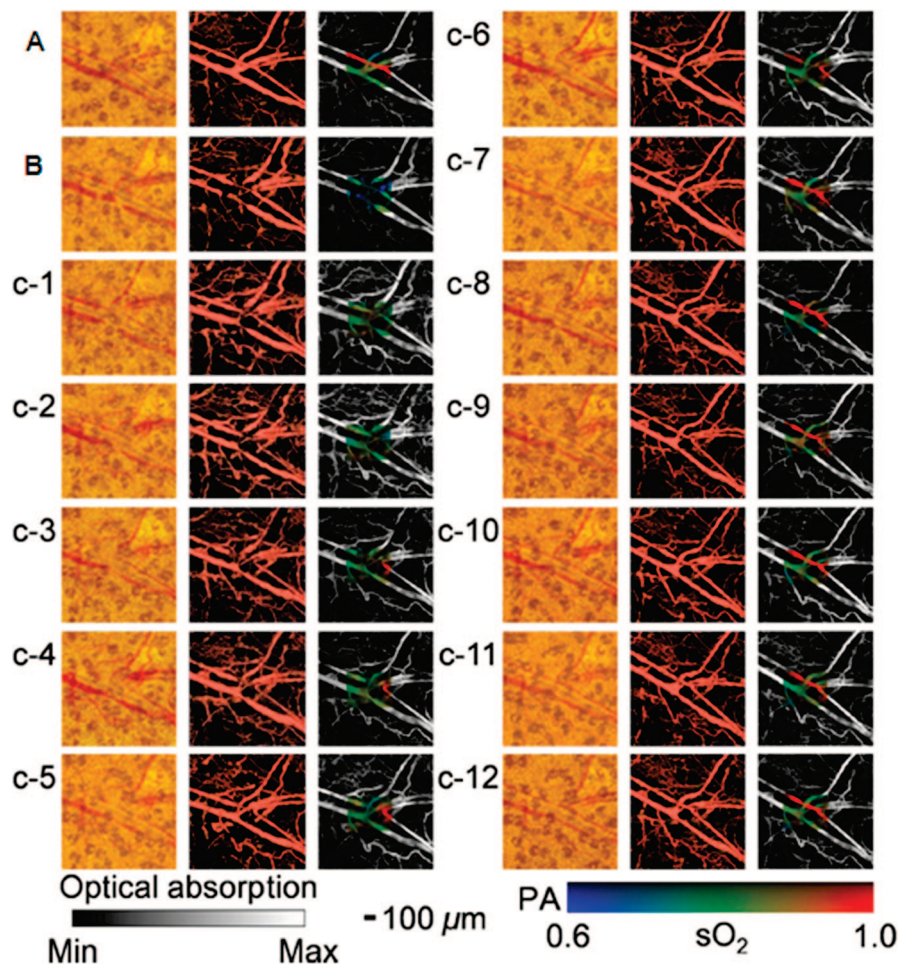 A
c-6
B
c-7
c-1
c-8
c-2
c-9
c-3
c-10
c-4
c-11
c-5
c-12
Optical absorption
Min
Max
100 μm
PA
0.6
sO₂
1.0